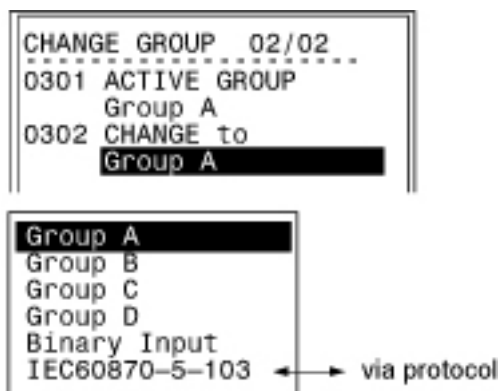 CHANGE GROUP 02/02
0301 ACTIVE GROUP
Group A
0302 CHANGE to
Group A
Group A
Group B
Group C
Group D
Binary Input
IEC60870-5-103 via protocol